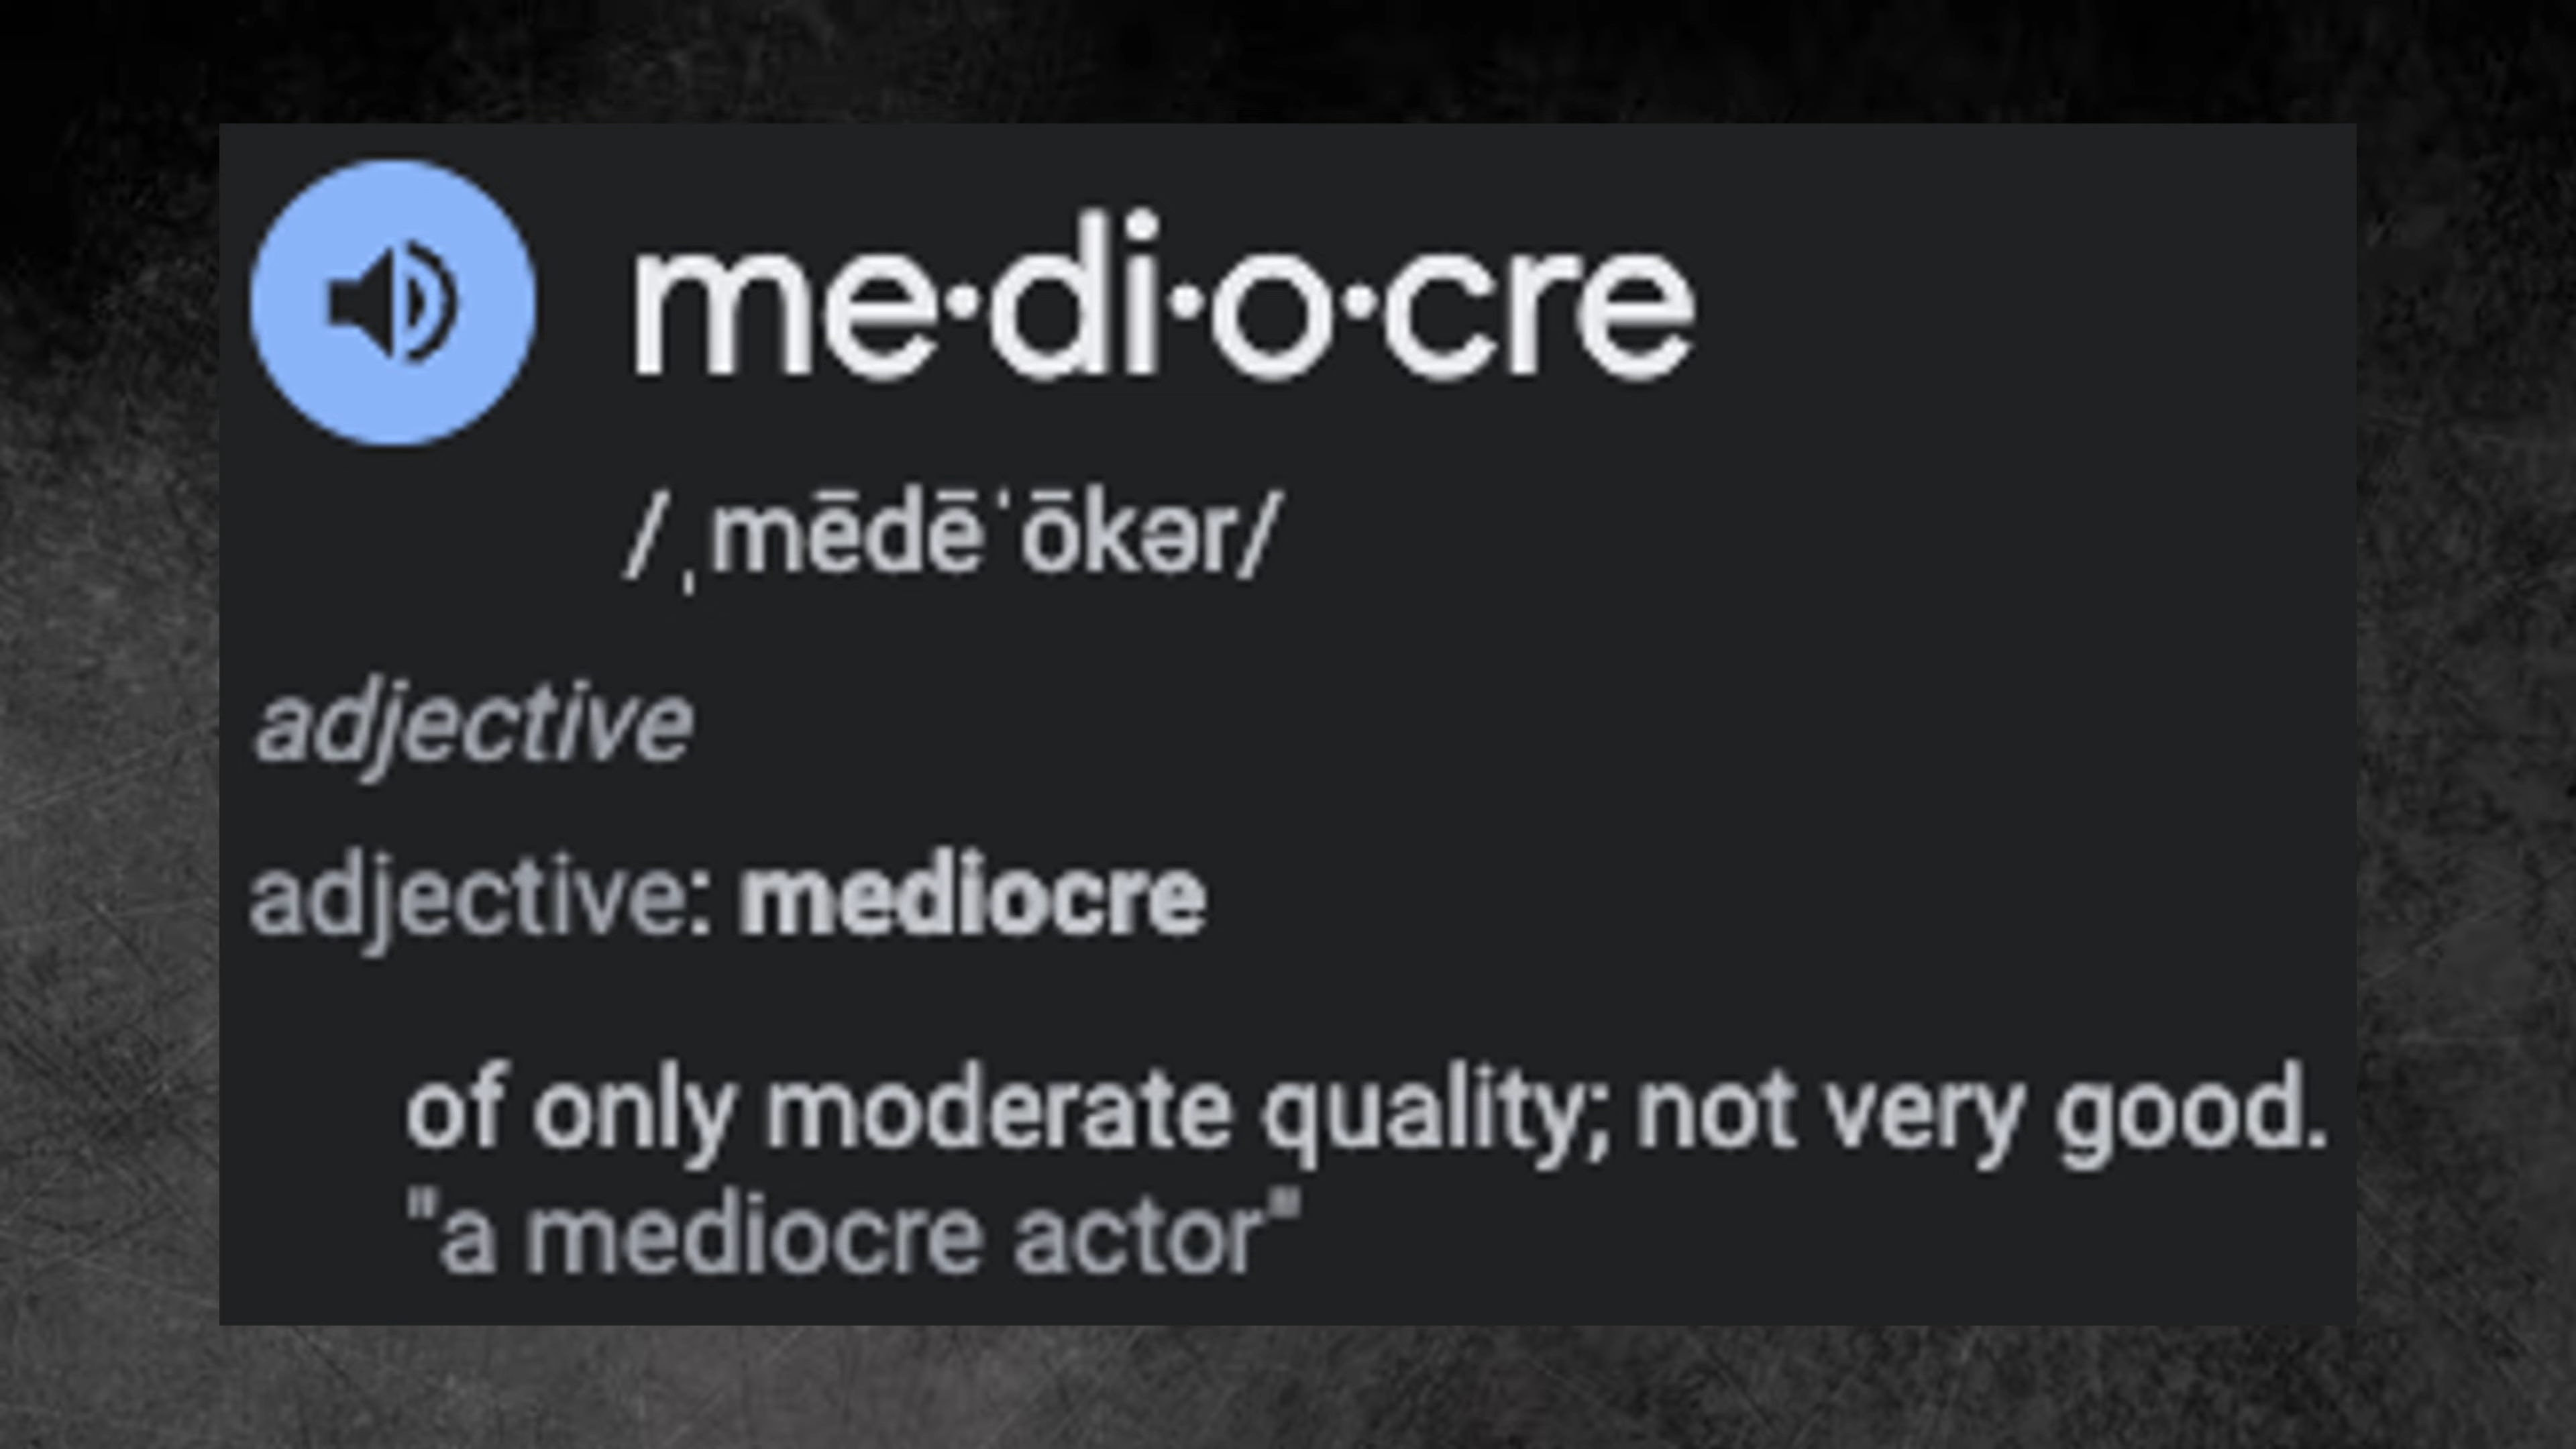 me·di·o·cre
/ˌmēdēˈōkər/
adjective
adjective: mediocre
of only moderate quality; not very good.
"a mediocre actor"